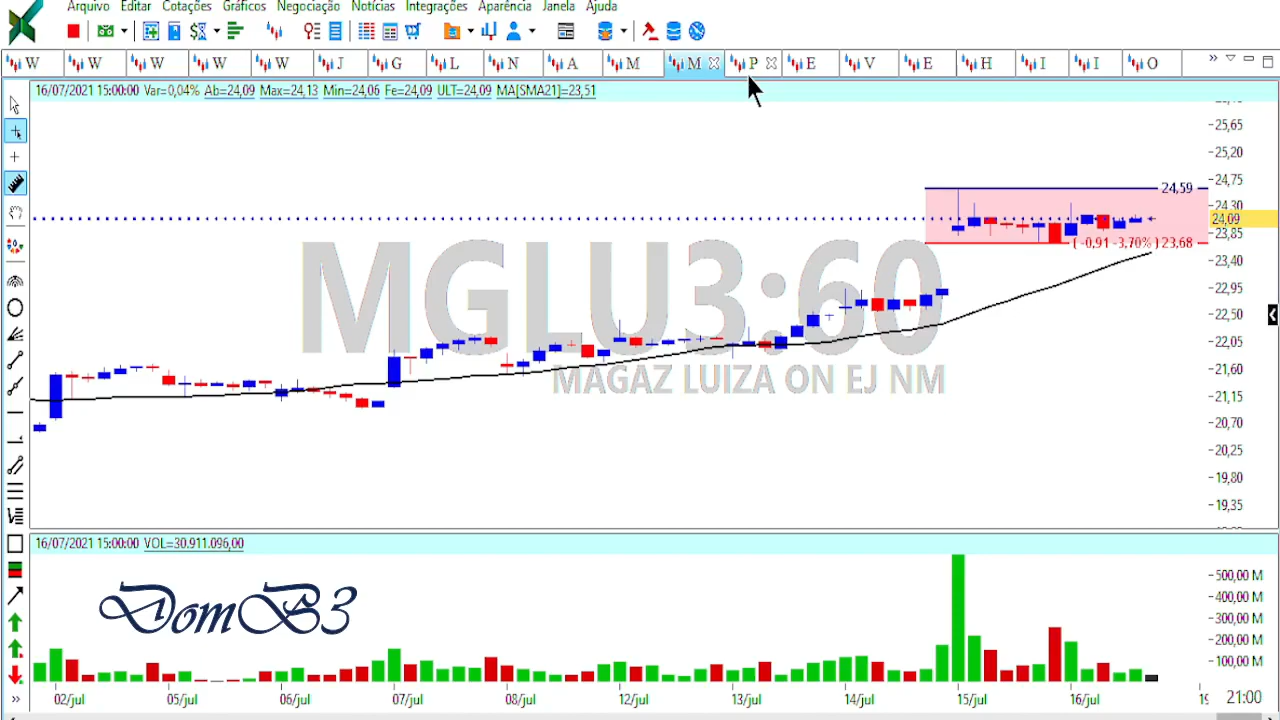 Arquivo Editar Cotações Gráficos Negociação Notícias Integrações Aparência Janela Ajuda
W W W W W J G L N A M M P E V E H I I O
16/07/2021 15:00:00 Var=0,04% Ab=24,09 Max=24,13 Min=24,06 Fe=24,09 ULT=24,09 MA[SMA21]=23,51
25,65
25,20
24,75
24,59
24,30
24,09
23,85
( -0,91 -3,70% ) 23,68
23,40
MGLU3:60
22,95
22,50
22,05
MAGAZ LUIZA ON EJ NM
21,60
21,15
20,70
20,25
19,80
19,35
16/07/2021 15:00:00 VOL=30.911.096,00
500,00 M
400,00 M
DomB3
300,00 M
200,00 M
100,00 M
02/jul 05/jul 06/jul 07/jul 08/jul 12/jul 13/jul 14/jul 15/jul 16/jul 21:00